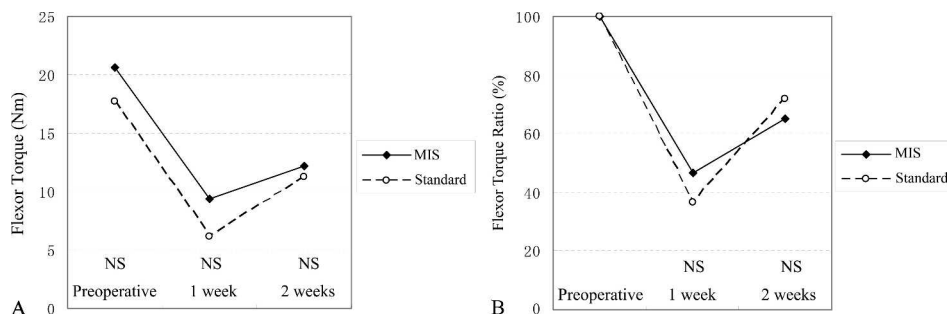 25
20
15
10
5
0
Flexor Torque (Nm)
NS NS NS
Preoperative 1 week 2 weeks
MIS
Standard
A
100
80
60
40
20
0
Flexor Torque Ratio (%)
NS NS
Preoperative 1 week 2 weeks
MIS
Standard
B